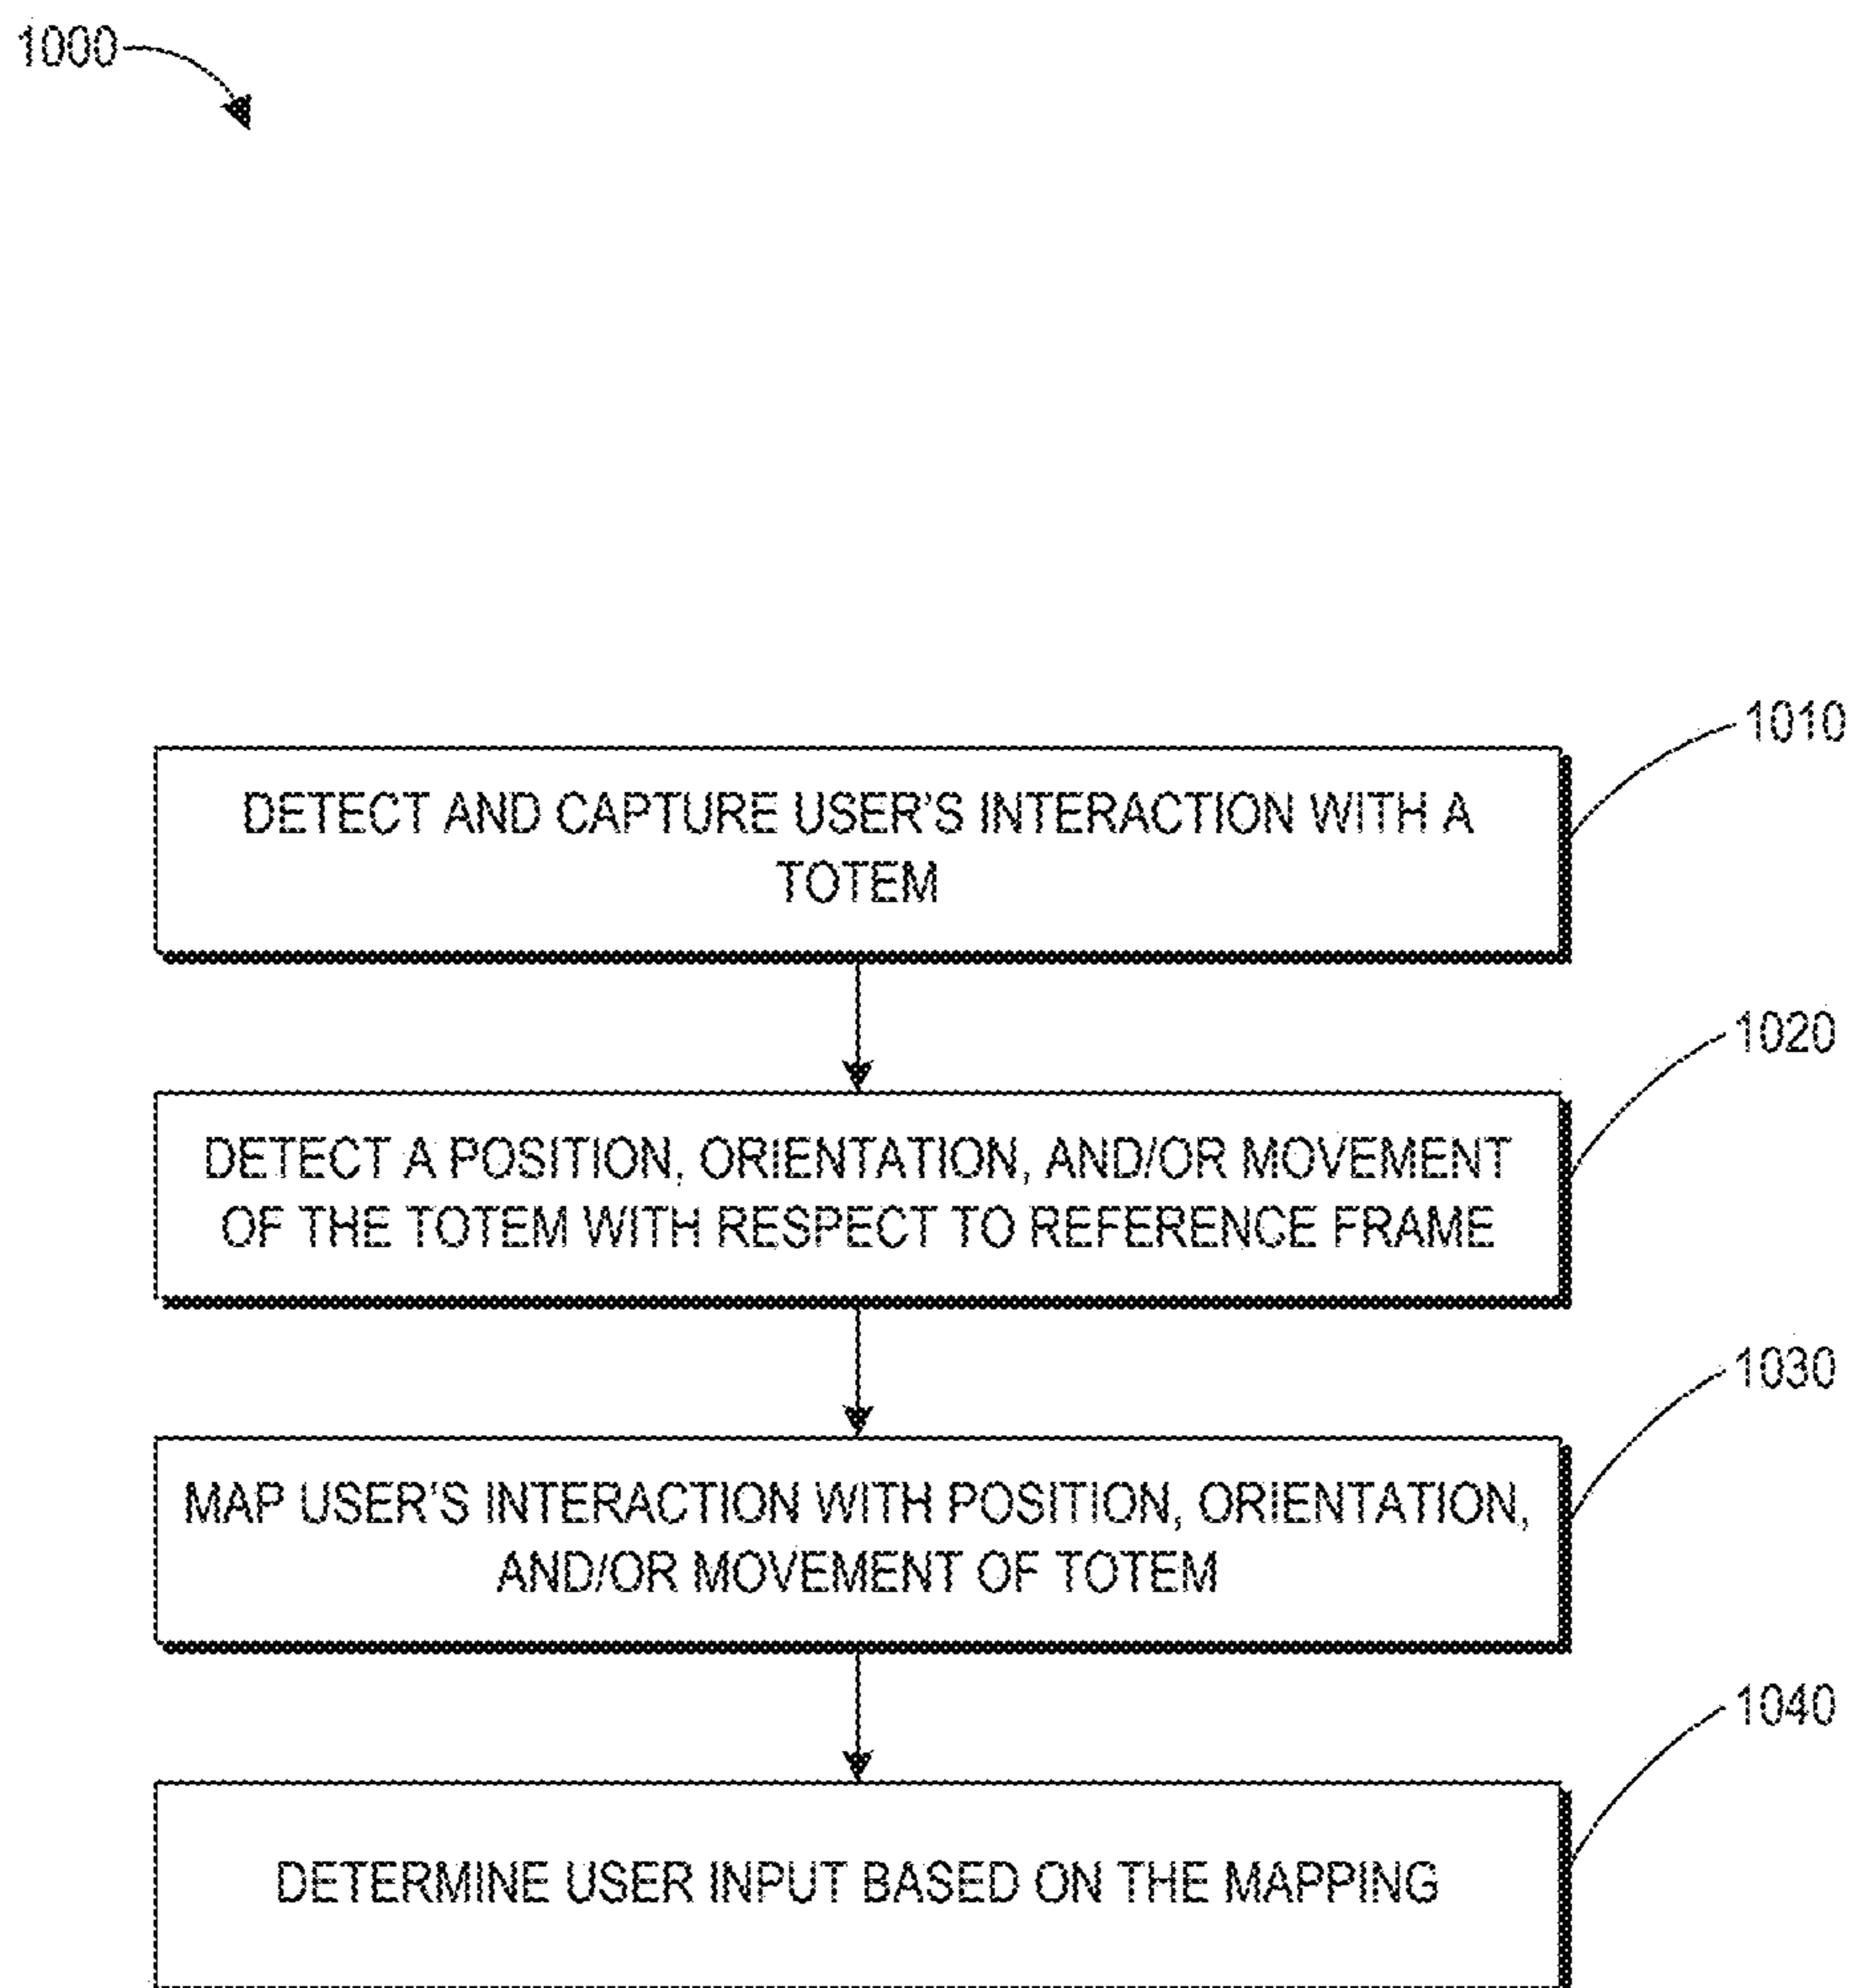 1000
1010
DETECT AND CAPTURE USER'S INTERACTION WITH A
TOTEM
1020
DETECT A POSITION, ORIENTATION, AND/OR MOVEMENT
OF THE TOTEM WITH RESPECT TO REFERENCE FRAME
1030
MAP USER'S INTERACTION WITH POSITION, ORIENTATION,
AND/OR MOVEMENT OF TOTEM
1040
DETERMINE USER INPUT BASED ON THE MAPPING